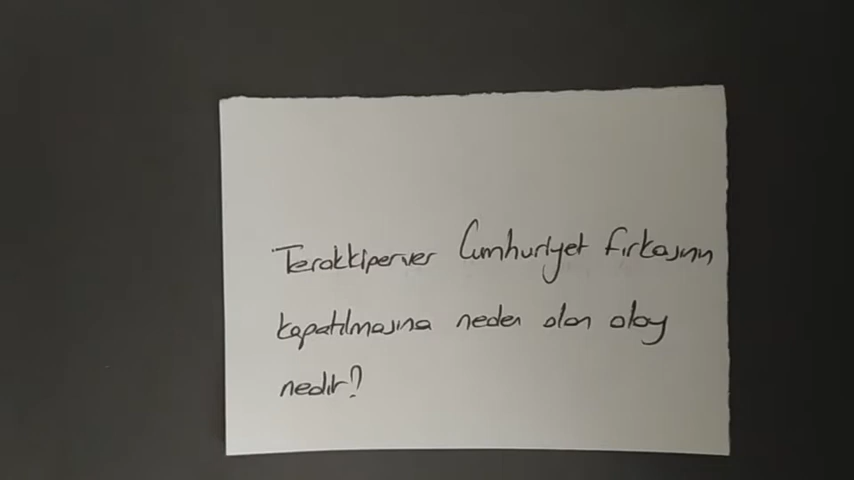 Terakkiperver Cumhuriyet fırkasının
kapatılmasına neden olan olay
nedir?